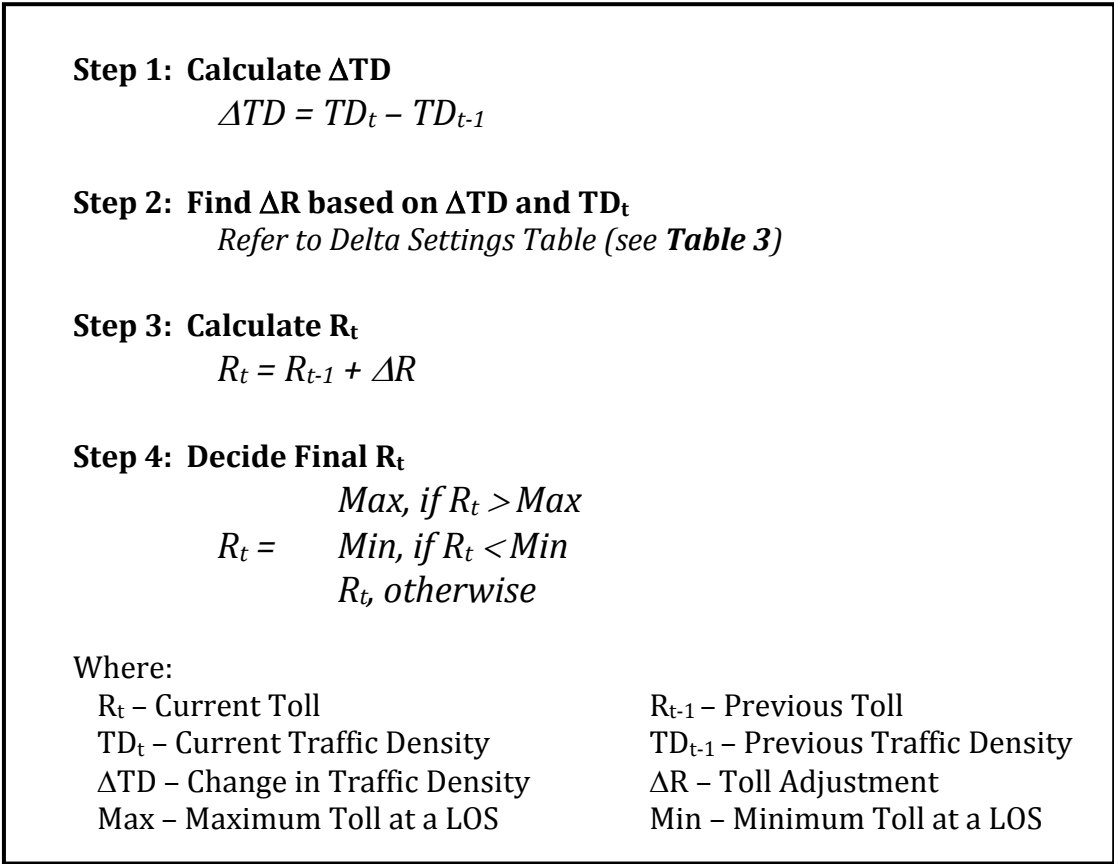 Step 1: Calculate ΔTD
ΔTD = TDt – TDt-1
Step 2: Find ΔR based on ΔTD and TDt
Refer to Delta Settings Table (see Table 3)
Step 3: Calculate Rt
Rt = Rt-1 + ΔR
Step 4: Decide Final Rt
Max, if Rt > Max
Rt = Min, if Rt < Min
Rt, otherwise
Where:
Rt – Current Toll Rt-1 – Previous Toll
TDt – Current Traffic Density TDt-1 – Previous Traffic Density
ΔTD – Change in Traffic Density ΔR – Toll Adjustment
Max – Maximum Toll at a LOS Min – Minimum Toll at a LOS